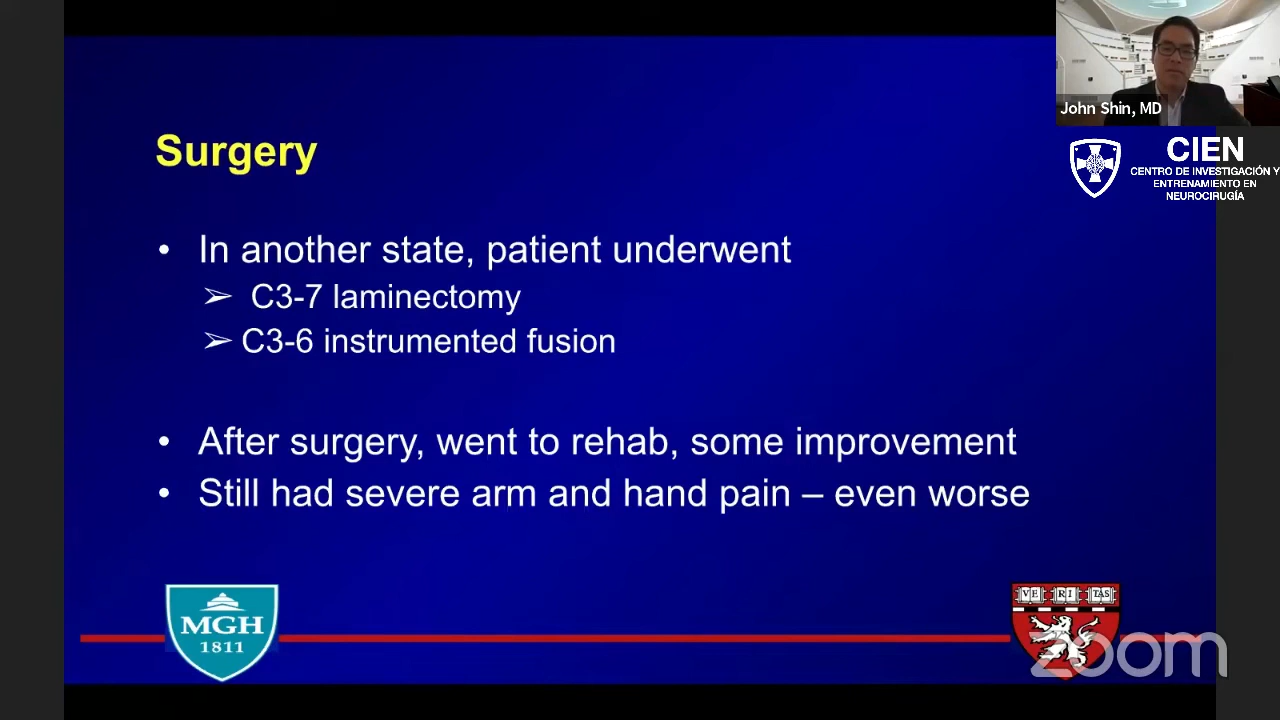 John Shin, MD
CIEN
CENTRO DE INVESTIGACIÓN Y
ENTRENAMIENTO EN
NEUROCIRUGÍA
Surgery
• In another state, patient underwent
➢ C3-7 laminectomy
➢ C3-6 instrumented fusion
• After surgery, went to rehab, some improvement
• Still had severe arm and hand pain – even worse
MGH
1811
VE RI TAS
zoom